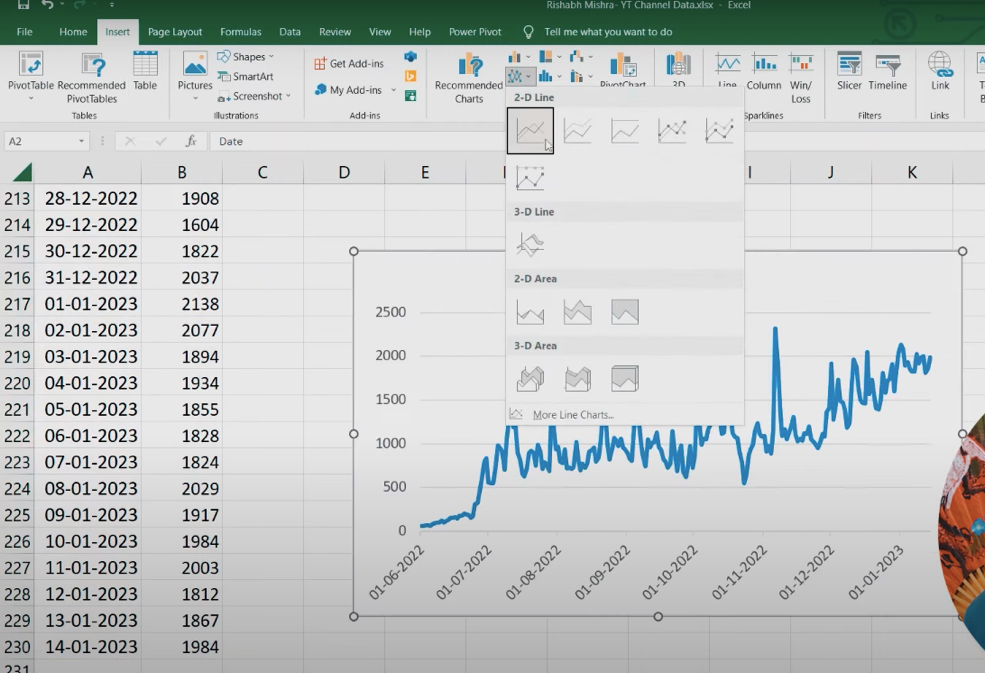 Rishabh Mishra- YT Channel Data.xlsx - Excel
File Home Insert Page Layout Formulas Data Review View Help Power Pivot Tell me what you want to do
PivotTable Recommended PivotTables Table
Tables
Pictures
Shapes
SmartArt
Screenshot
Illustrations
Get Add-ins
My Add-ins
Add-ins
Recommended Charts
PivotChart
3D
Line Column Win/Loss
Sparklines
Slicer Timeline
Filters
Link
Links
A2 fx Date
2-D Line
3-D Line
2-D Area
3-D Area
More Line Charts...
A B C D E I J K
213 28-12-2022 1908
214 29-12-2022 1604
215 30-12-2022 1822
216 31-12-2022 2037
217 01-01-2023 2138
218 02-01-2023 2077
219 03-01-2023 1894
220 04-01-2023 1934
221 05-01-2023 1855
222 06-01-2023 1828
223 07-01-2023 1824
224 08-01-2023 2029
225 09-01-2023 1917
226 10-01-2023 1984
227 11-01-2023 2003
228 12-01-2023 1812
229 13-01-2023 1867
230 14-01-2023 1984
231
2500
2000
1500
1000
500
0
01-06-2022 01-07-2022 01-08-2022 01-09-2022 01-10-2022 01-11-2022 01-12-2022 01-01-2023